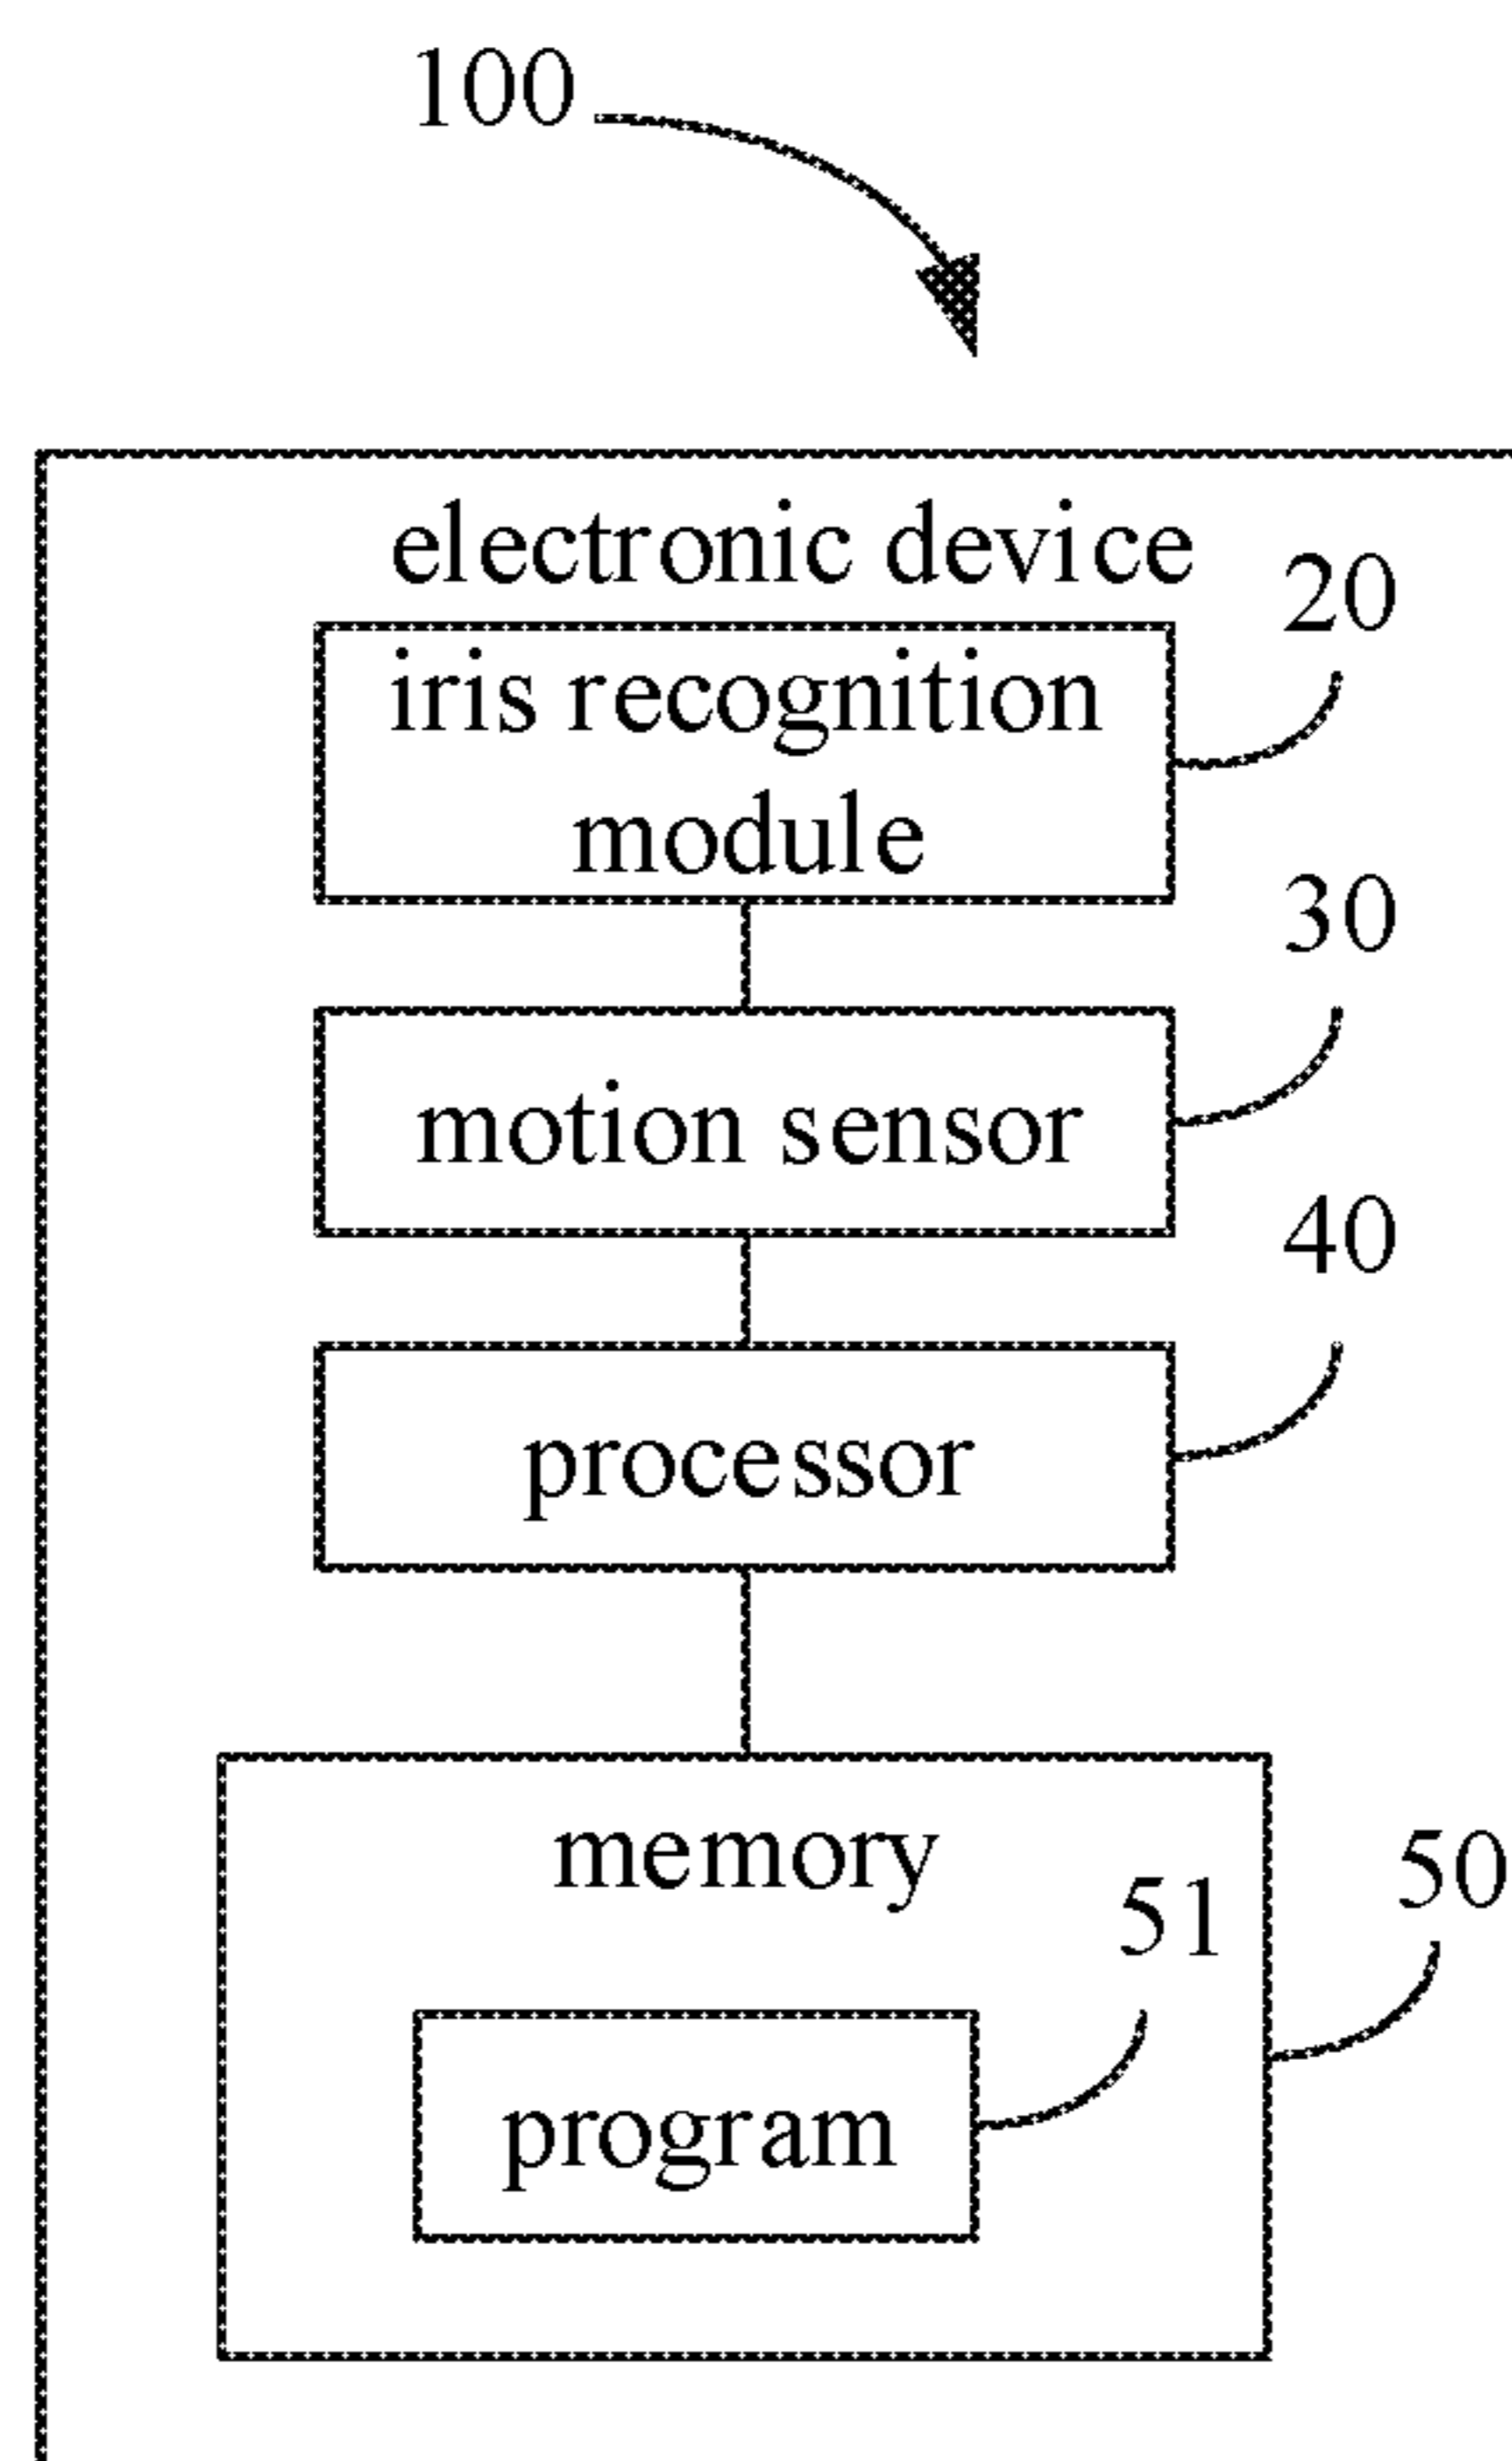 100
electronic device
20
iris recognition
module
30
motion sensor
40
processor
memory
50
51
program